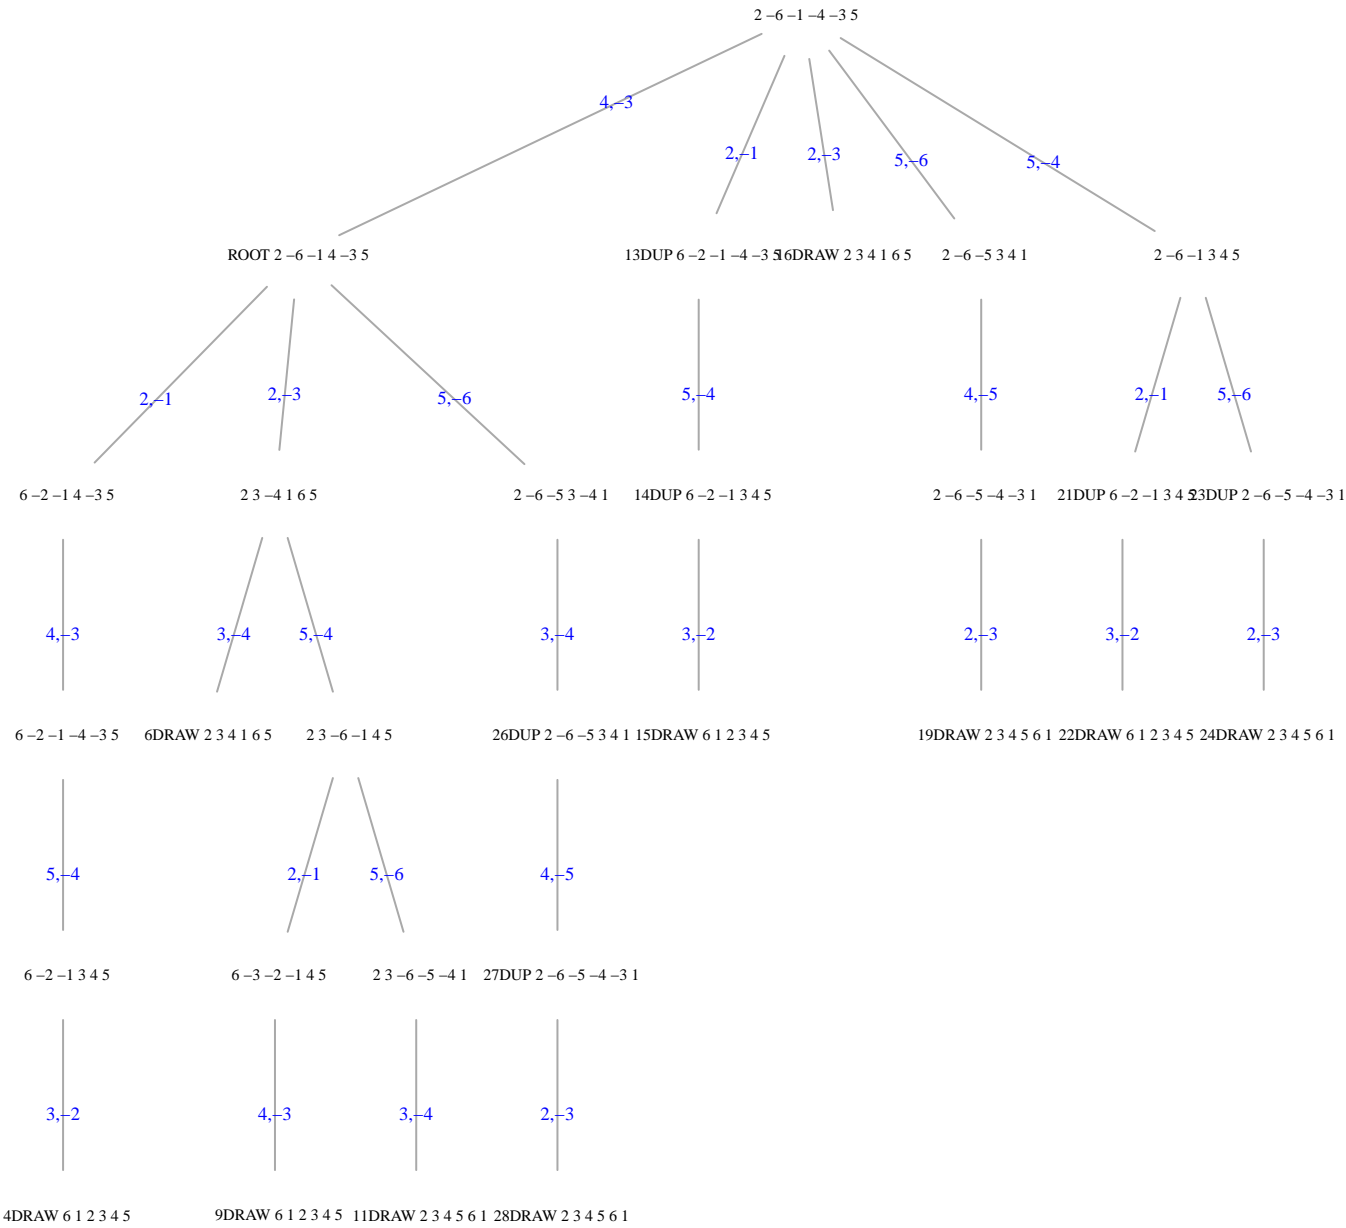 2 –6 –1 –4 –3 5
4,–3
2,–1
2,–3
5,–6
5,–4
ROOT 2 –6 –1 4 –3 5
13DUP 6 –2 –1 –4 –3 5
16DRAW 2 3 4 1 6 5
2 –6 –5 3 4 1
2 –6 –1 3 4 5
2,–1
2,–3
5,–6
5,–4
4,–5
2,–1
5,–6
6 –2 –1 4 –3 5
2 3 –4 1 6 5
2 –6 –5 3 –4 1
14DUP 6 –2 –1 3 4 5
2 –6 –5 –4 –3 1
21DUP 6 –2 –1 3 4 5
23DUP 2 –6 –5 –4 –3 1
4,–3
3,–4
5,–4
3,–4
3,–2
2,–3
3,–2
2,–3
6 –2 –1 –4 –3 5
6DRAW 2 3 4 1 6 5
2 3 –6 –1 4 5
26DUP 2 –6 –5 3 4 1
15DRAW 6 1 2 3 4 5
19DRAW 2 3 4 5 6 1
22DRAW 6 1 2 3 4 5
24DRAW 2 3 4 5 6 1
5,–4
2,–1
5,–6
4,–5
6 –2 –1 3 4 5
6 –3 –2 –1 4 5
2 3 –6 –5 –4 1
27DUP 2 –6 –5 –4 –3 1
3,–2
4,–3
3,–4
2,–3
4DRAW 6 1 2 3 4 5
9DRAW 6 1 2 3 4 5
11DRAW 2 3 4 5 6 1
28DRAW 2 3 4 5 6 1